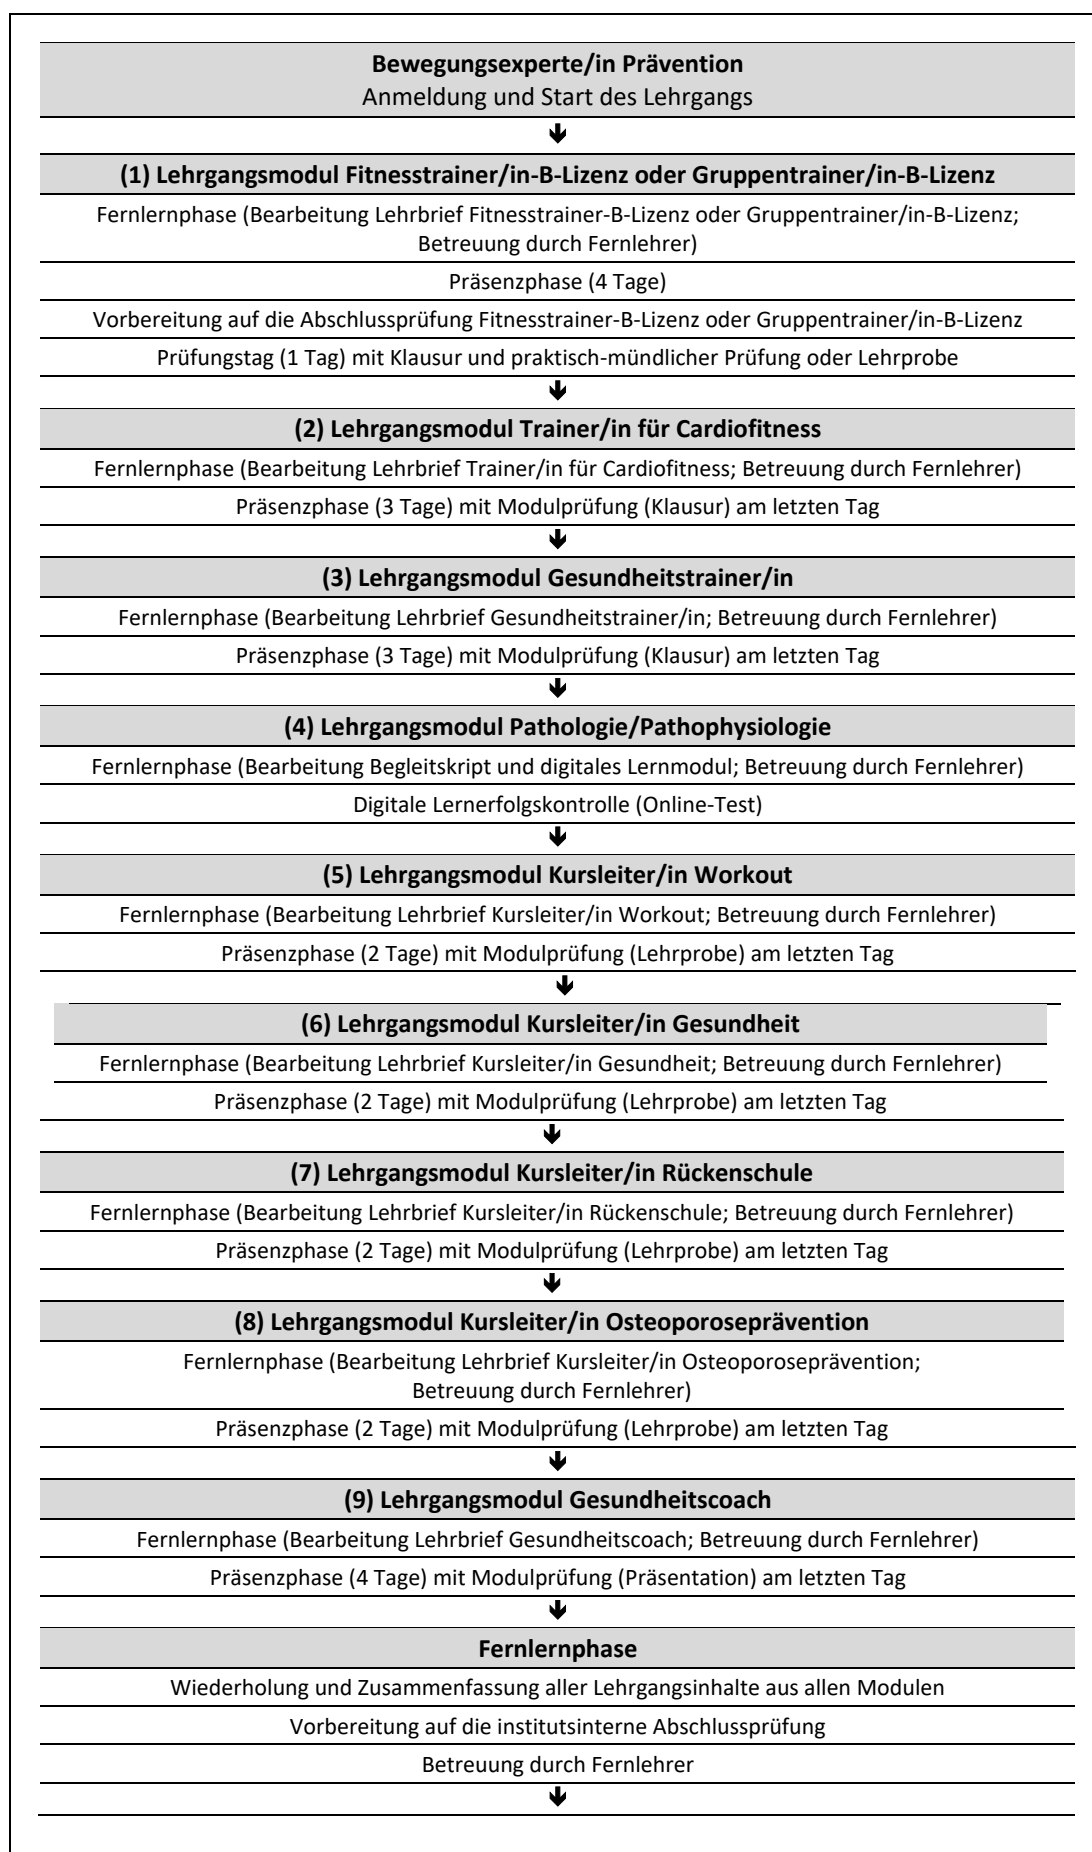 Bewegungsexperte/in Prävention
Anmeldung und Start des Lehrgangs
(1) Lehrgangsmodul Fitnesstrainer/in-B-Lizenz oder Gruppentrainer/in-B-Lizenz
Fernlernphase (Bearbeitung Lehrbrief Fitnesstrainer-B-Lizenz oder Gruppentrainer/in-B-Lizenz;
Betreuung durch Fernlehrer)
Präsenzphase (4 Tage)
Vorbereitung auf die Abschlussprüfung Fitnesstrainer-B-Lizenz oder Gruppentrainer/in-B-Lizenz
Prüfungstag (1 Tag) mit Klausur und praktisch-mündlicher Prüfung oder Lehrprobe
(2) Lehrgangsmodul Trainer/in für Cardiofitness
Fernlernphase (Bearbeitung Lehrbrief Trainer/in für Cardiofitness; Betreuung durch Fernlehrer)
Präsenzphase (3 Tage) mit Modulprüfung (Klausur) am letzten Tag
(3) Lehrgangsmodul Gesundheitstrainer/in
Fernlernphase (Bearbeitung Lehrbrief Gesundheitstrainer/in; Betreuung durch Fernlehrer)
Präsenzphase (3 Tage) mit Modulprüfung (Klausur) am letzten Tag
(4) Lehrgangsmodul Pathologie/Pathophysiologie
Fernlernphase (Bearbeitung Begleitskript und digitales Lernmodul; Betreuung durch Fernlehrer)
Digitale Lernerfolgskontrolle (Online-Test)
(5) Lehrgangsmodul Kursleiter/in Workout
Fernlernphase (Bearbeitung Lehrbrief Kursleiter/in Workout; Betreuung durch Fernlehrer)
Präsenzphase (2 Tage) mit Modulprüfung (Lehrprobe) am letzten Tag
(6) Lehrgangsmodul Kursleiter/in Gesundheit
Fernlernphase (Bearbeitung Lehrbrief Kursleiter/in Gesundheit; Betreuung durch Fernlehrer)
Präsenzphase (2 Tage) mit Modulprüfung (Lehrprobe) am letzten Tag
(7) Lehrgangsmodul Kursleiter/in Rückenschule
Fernlernphase (Bearbeitung Lehrbrief Kursleiter/in Rückenschule; Betreuung durch Fernlehrer)
Präsenzphase (2 Tage) mit Modulprüfung (Lehrprobe) am letzten Tag
(8) Lehrgangsmodul Kursleiter/in Osteoporoseprävention
Fernlernphase (Bearbeitung Lehrbrief Kursleiter/in Osteoporoseprävention;
Betreuung durch Fernlehrer)
Präsenzphase (2 Tage) mit Modulprüfung (Lehrprobe) am letzten Tag
(9) Lehrgangsmodul Gesundheitscoach
Fernlernphase (Bearbeitung Lehrbrief Gesundheitscoach; Betreuung durch Fernlehrer)
Präsenzphase (4 Tage) mit Modulprüfung (Präsentation) am letzten Tag
Fernlernphase
Wiederholung und Zusammenfassung aller Lehrgangsinhalte aus allen Modulen
Vorbereitung auf die institutsinterne Abschlussprüfung
Betreuung durch Fernlehrer